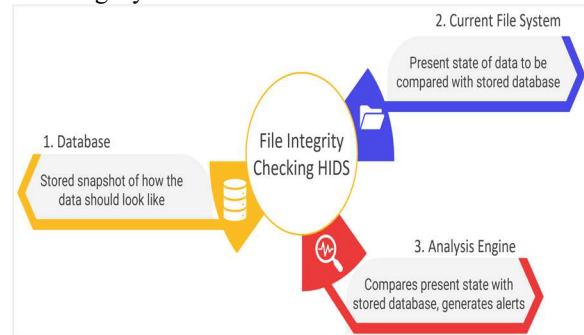 2. Current File System
Present state of data to be
compared with stored database
File Integrity
Checking HIDS
1. Database
Stored snapshot of how the
data should look like
3. Analysis Engine
Compares present state with
stored database, generates alerts